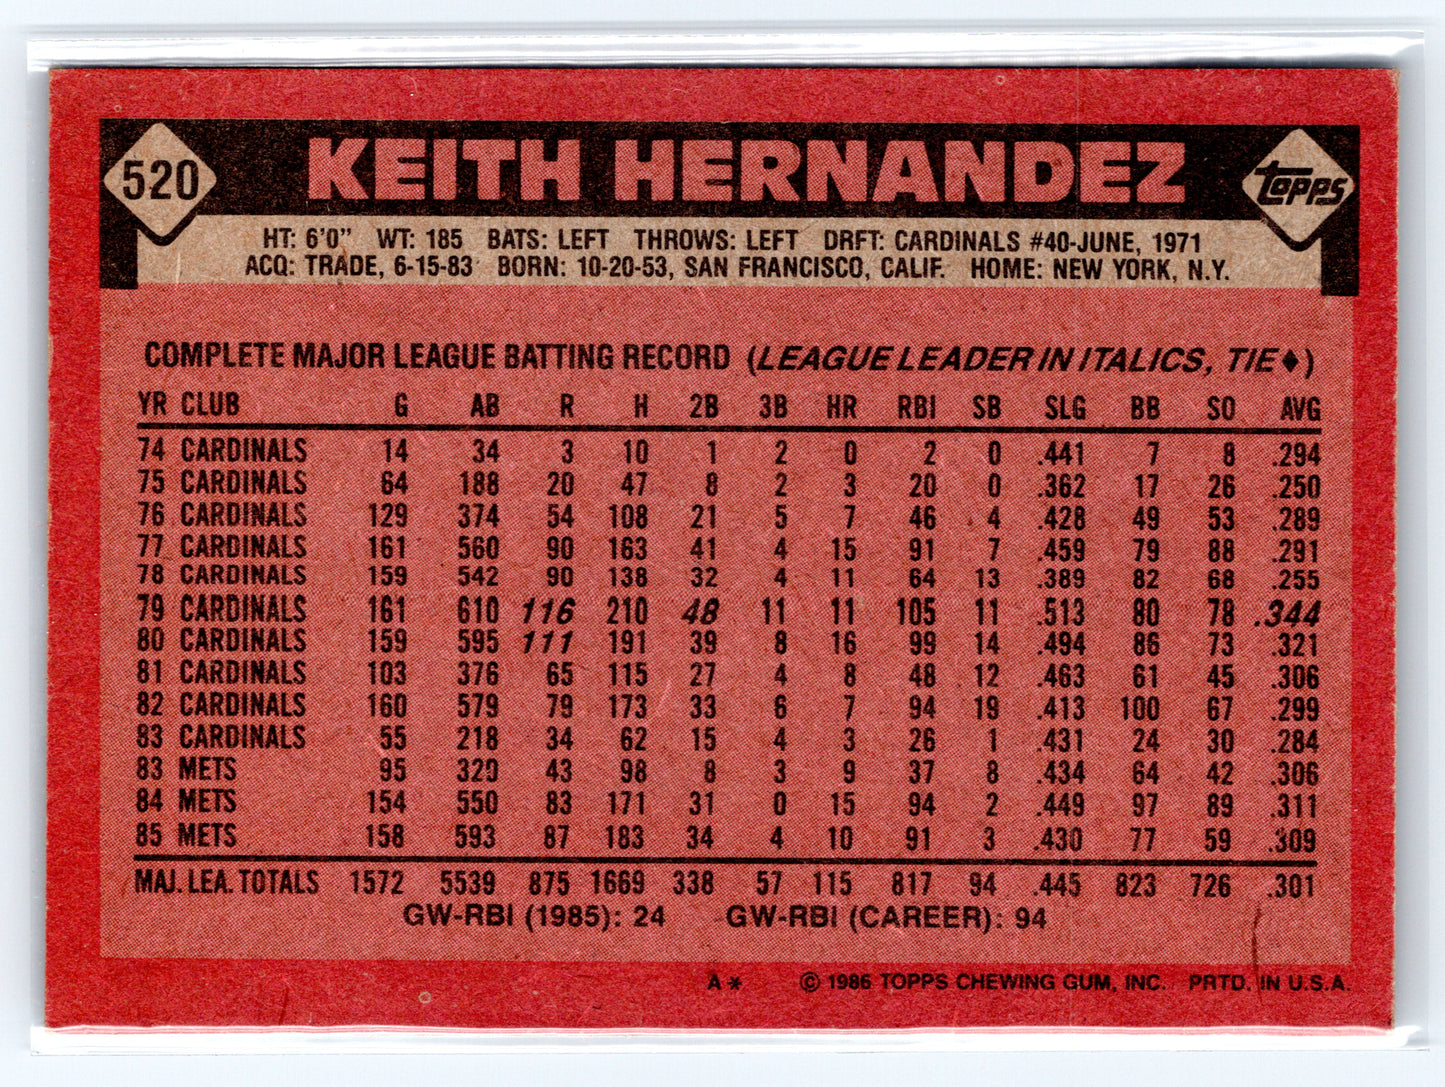 520 KEITH HERNANDEZ topps
HT: 6'0" WT: 185 BATS: LEFT THROWS: LEFT DRFT: CARDINALS #40-JUNE, 1971
ACQ: TRADE, 6-15-83 BORN: 10-20-53, SAN FRANCISCO, CALIF. HOME: NEW YORK, N.Y.
COMPLETE MAJOR LEAGUE BATTING RECORD (LEAGUE LEADER IN ITALICS, TIE♦)
YR CLUB G AB R H 2B 3B HR RBI SB SLG BB SO AVG
74 CARDINALS 14 34 3 10 1 2 0 2 0 .441 7 8 .294
75 CARDINALS 64 188 20 47 8 2 3 20 0 .362 17 26 .250
76 CARDINALS 129 374 54 108 21 5 7 46 4 .428 49 53 .289
77 CARDINALS 161 560 90 163 41 4 15 91 7 .459 79 88 .291
78 CARDINALS 159 542 90 138 32 4 11 64 13 .389 82 68 .255
79 CARDINALS 161 610 116 210 48 11 11 105 11 .513 80 78 .344
80 CARDINALS 159 595 111 191 39 8 16 99 14 .494 86 73 .321
81 CARDINALS 103 376 65 115 27 4 8 48 12 .463 61 45 .306
82 CARDINALS 160 579 79 173 33 6 7 94 19 .413 100 67 .299
83 CARDINALS 55 218 34 62 15 4 3 26 1 .431 24 30 .284
83 METS 95 320 43 98 8 3 9 37 8 .434 64 42 .306
84 METS 154 550 83 171 31 0 15 94 2 .449 97 89 .311
85 METS 158 593 87 183 34 4 10 91 3 .430 77 59 .309
MAJ. LEA. TOTALS 1572 5539 875 1669 338 57 115 817 94 .445 823 726 .301
GW-RBI (1985): 24 GW-RBI (CAREER): 94
A* © 1986 TOPPS CHEWING GUM, INC. PRTD. IN U.S.A.